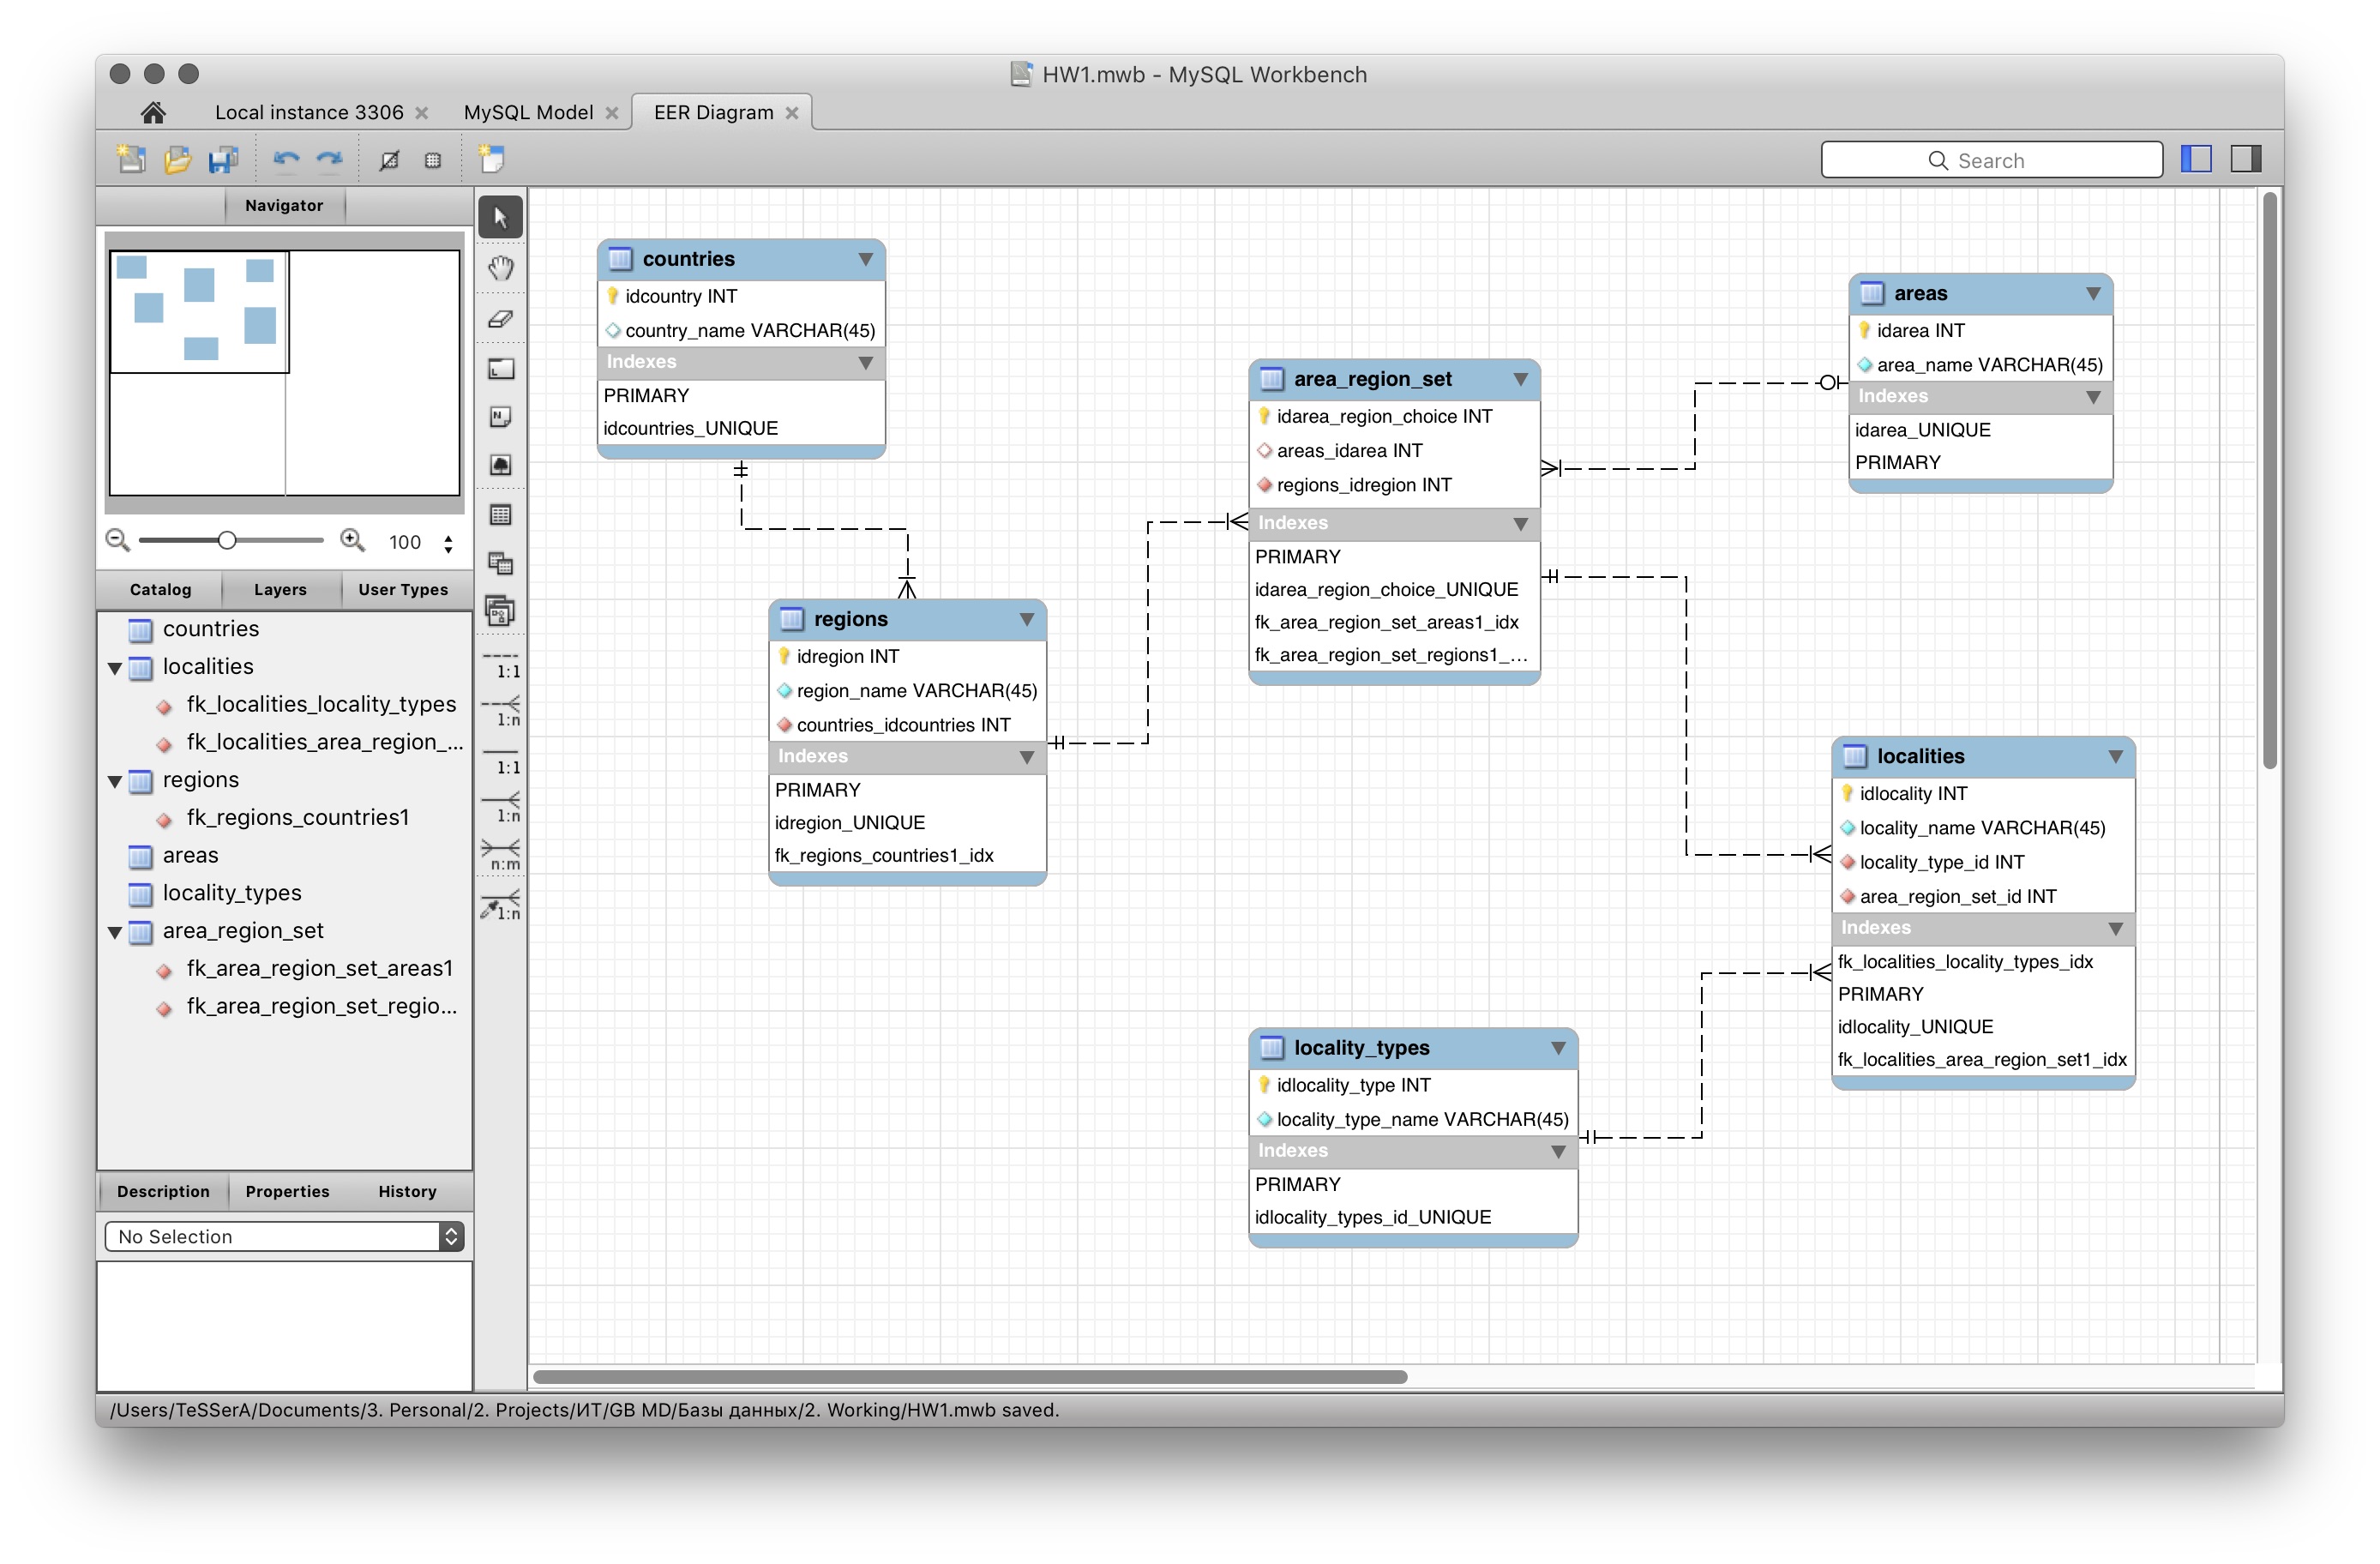 HW1.mwb - MySQL Workbench
Local instance 3306
MySQL Model
EER Diagram
Search
Navigator
100
Catalog
Layers
User Types
countries
localities
fk_localities_locality_types
fk_localities_area_region_...
regions
fk_regions_countries1
areas
locality_types
area_region_set
fk_area_region_set_areas1
fk_area_region_set_regio...
Description
Properties
History
No Selection
1:1
1:n
1:1
1:n
n:m
1:n
countries
idcountry INT
country_name VARCHAR(45)
Indexes
PRIMARY
idcountries_UNIQUE
regions
idregion INT
region_name VARCHAR(45)
countries_idcountries INT
Indexes
PRIMARY
idregion_UNIQUE
fk_regions_countries1_idx
area_region_set
idarea_region_choice INT
areas_idarea INT
regions_idregion INT
Indexes
PRIMARY
idarea_region_choice_UNIQUE
fk_area_region_set_areas1_idx
fk_area_region_set_regions1_...
areas
idarea INT
area_name VARCHAR(45)
Indexes
idarea_UNIQUE
PRIMARY
localities
idlocality INT
locality_name VARCHAR(45)
locality_type_id INT
area_region_set_id INT
Indexes
fk_localities_locality_types_idx
PRIMARY
idlocality_UNIQUE
fk_localities_area_region_set1_idx
locality_types
idlocality_type INT
locality_type_name VARCHAR(45)
Indexes
PRIMARY
idlocality_types_id_UNIQUE
/Users/TeSSerA/Documents/3. Personal/2. Projects/ИТ/GB MD/Базы данных/2. Working/HW1.mwb saved.